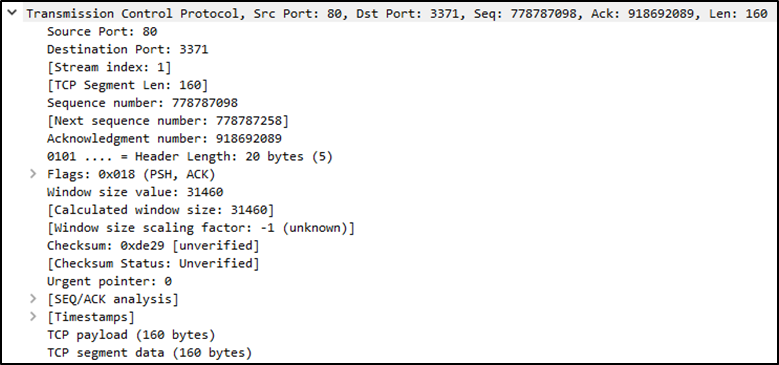 Transmission Control Protocol, Src Port: 80, Dst Port: 3371, Seq: 778787098, Ack: 918692089, Len: 160
Source Port: 80
Destination Port: 3371
[Stream index: 1]
[TCP Segment Len: 160]
Sequence number: 778787098
[Next sequence number: 778787258]
Acknowledgment number: 918692089
0101 .... = Header Length: 20 bytes (5)
Flags: 0x018 (PSH, ACK)
Window size value: 31460
[Calculated window size: 31460]
[Window size scaling factor: -1 (unknown)]
Checksum: 0xde29 [unverified]
[Checksum Status: Unverified]
Urgent pointer: 0
[SEQ/ACK analysis]
[Timestamps]
TCP payload (160 bytes)
TCP segment data (160 bytes)